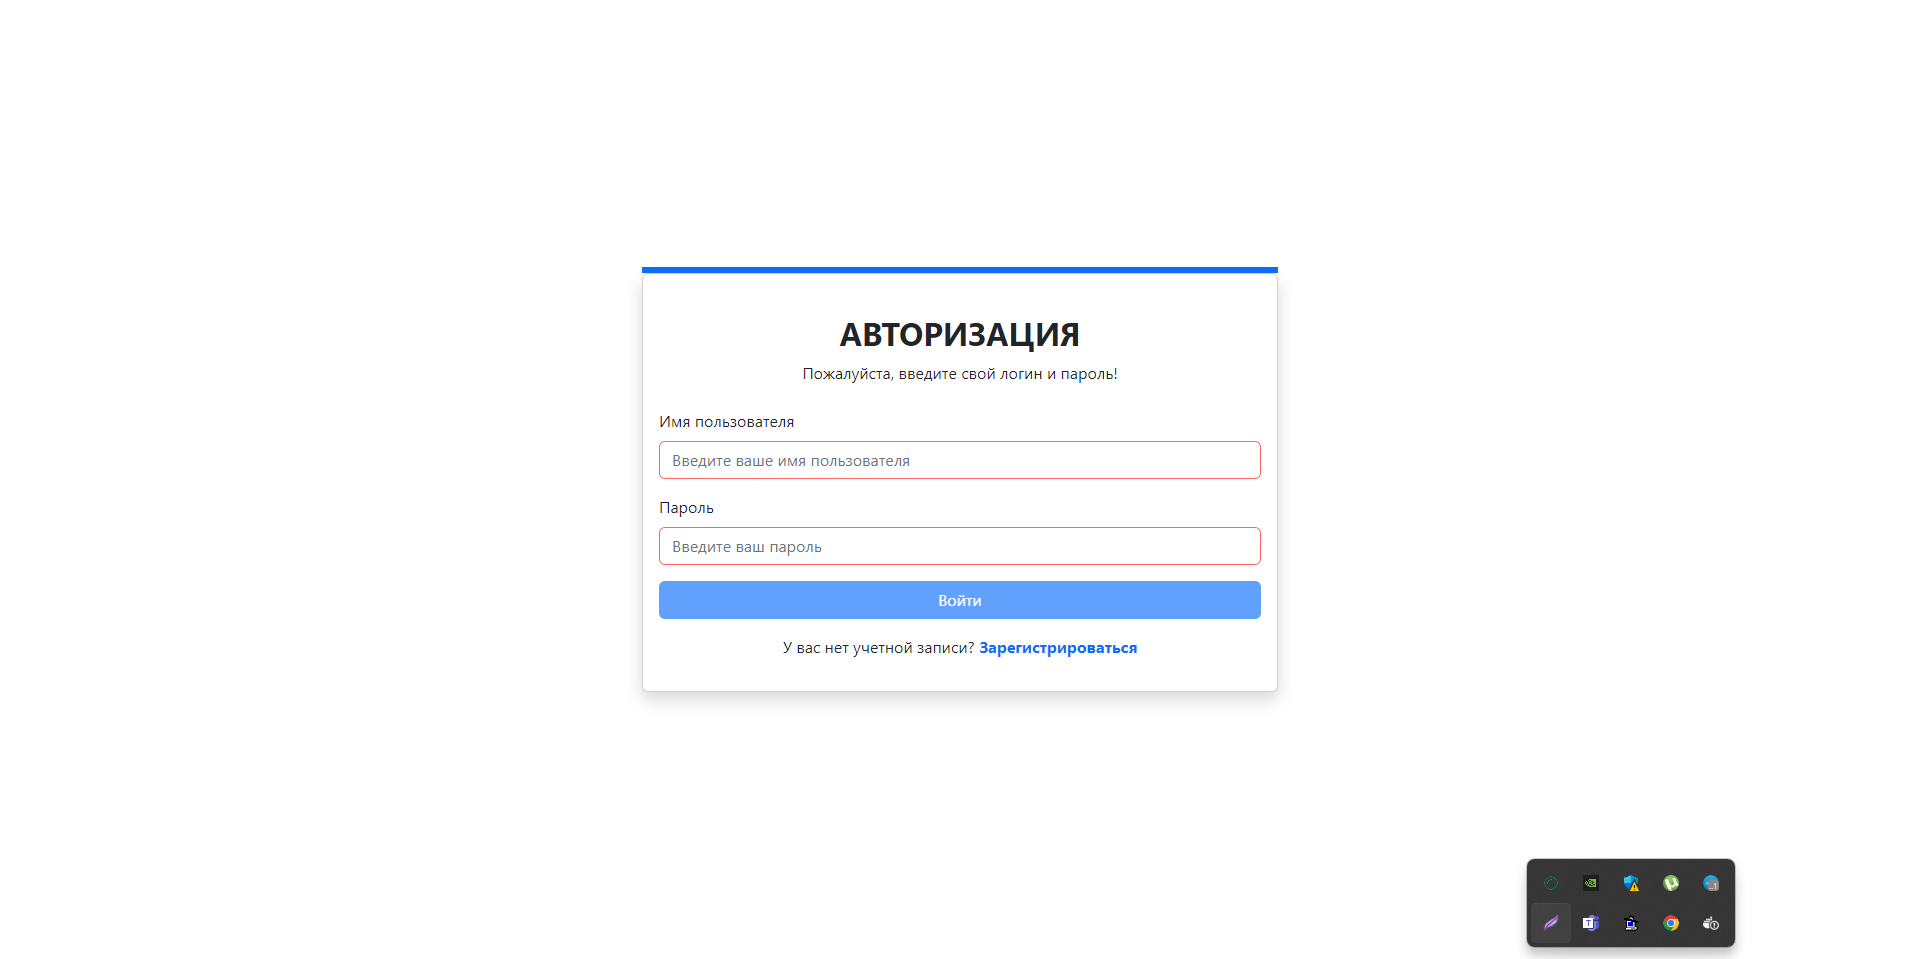 АВТОРИЗАЦИЯ
Пожалуйста, введите свой логин и пароль!
Имя пользователя
Введите ваше имя пользователя
Пароль
Введите ваш пароль
Войти
У вас нет учетной записи? Зарегистрироваться